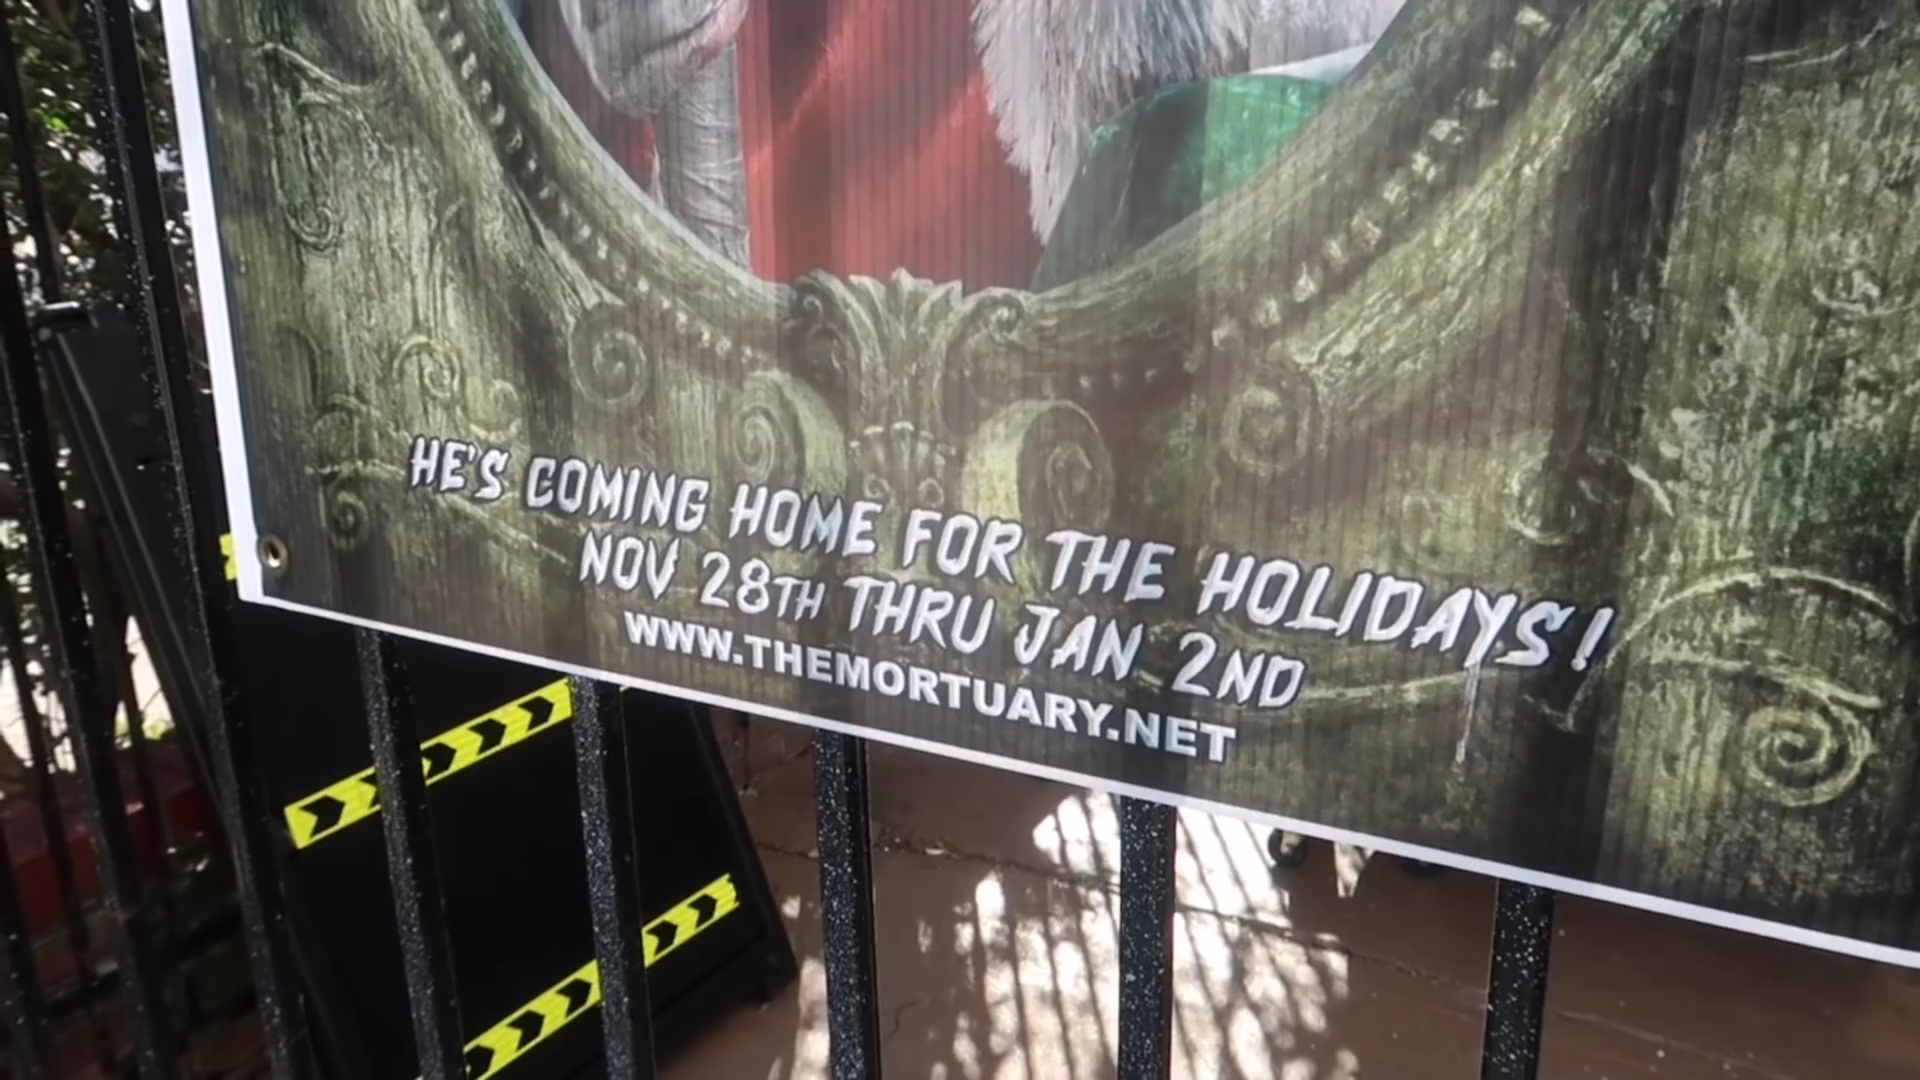 HE'S COMING HOME FOR THE HOLIDAYS!
NOV 28TH THRU JAN 2ND
WWW.THEMORTUARY.NET